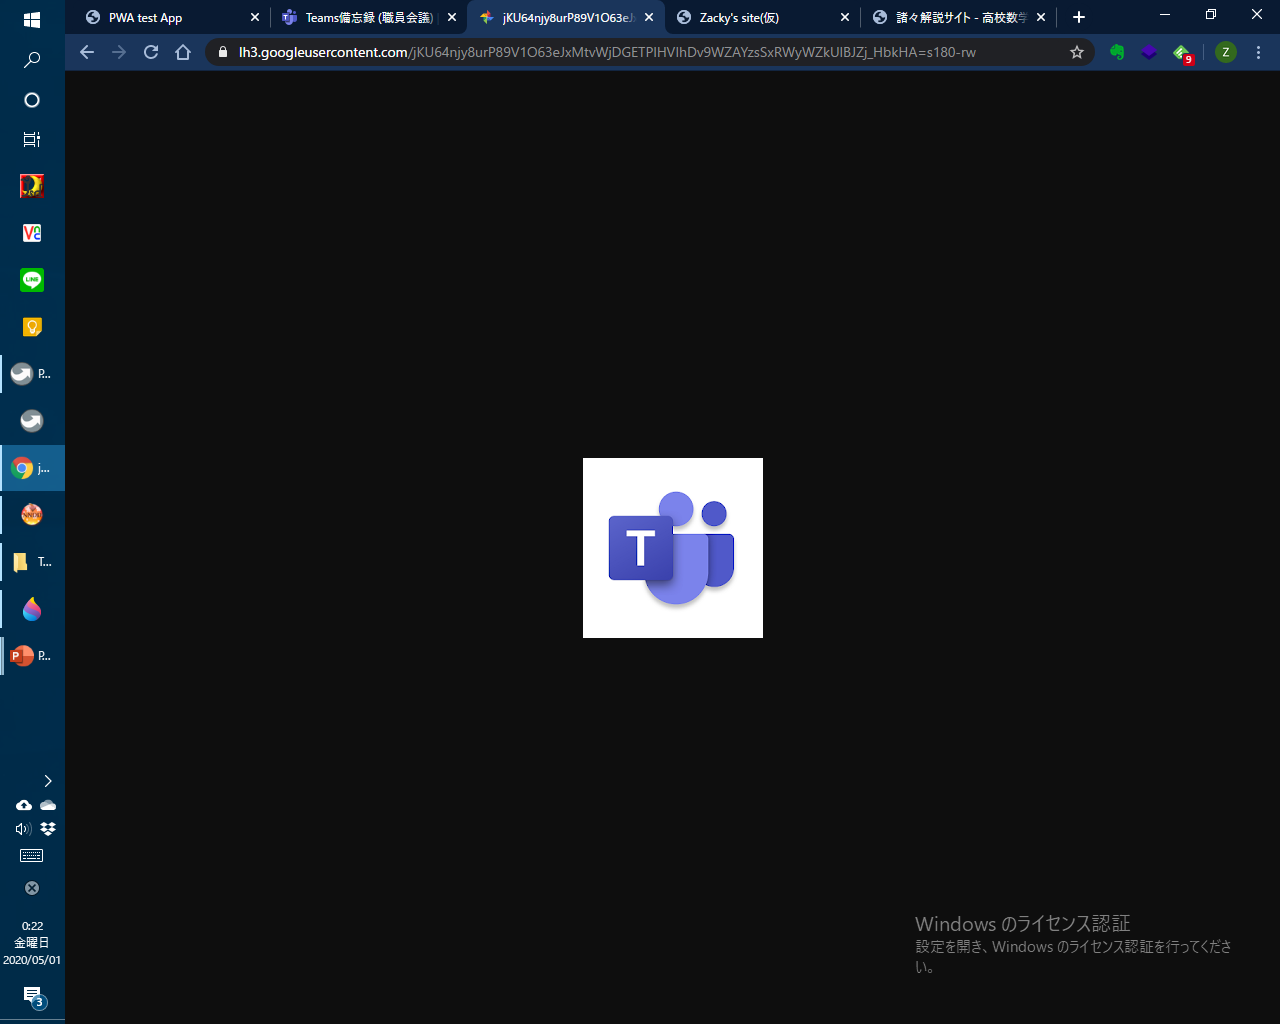 PWA test App
Teams備忘録 (職員会議)
jKU64njy8urP89V1O63eJx
Zacky's site(仮)
諸々解説サイト - 高校数学
lh3.googleusercontent.com/jKU64njy8urP89V1O63eJxMtvWjDGETPIHVIhDv9WZAYzsSxRWyWZkUIBJZj_HbkHA=s180-rw
9
Z
VNC
LINE
P...
j...
T...
P
P...
T
Windows のライセンス認証
設定を開き、Windows のライセンス認証を行ってくださ
い。
0:22
金曜日
2020/05/01
3